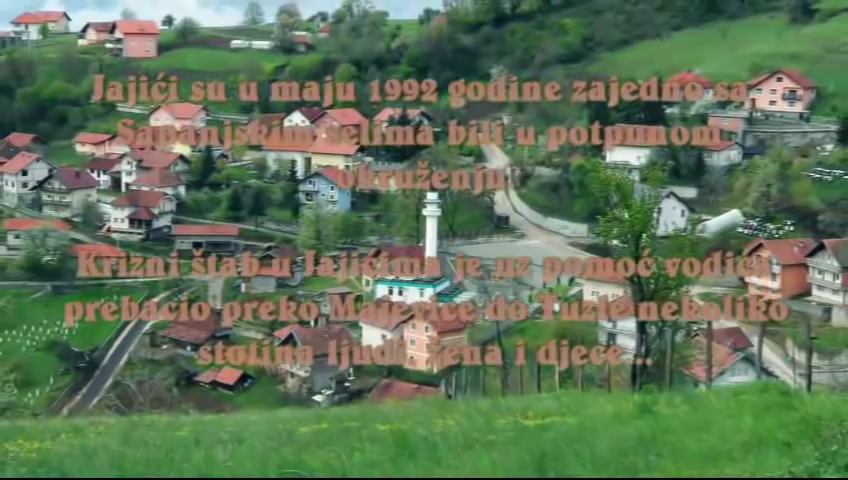 Jajići su u maju 1992 godine zajedno sa
Sapanjskim selima bili u potpunom
okruženju
Krizni štab u Jajićima je uz pomoć vodiča
prebacio preko Majevice do Tuzle nekoliko
stotina ljudi žena i djece ..